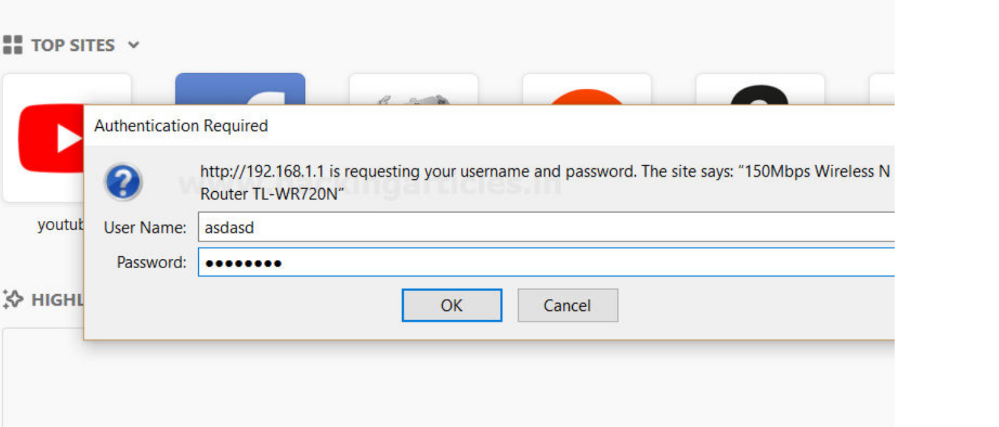 TOP SITES
Authentication Required
http://192.168.1.1 is requesting your username and password. The site says: “150Mbps Wireless N
Router TL-WR720N”
youtub
User Name: asdasd
Password: ••••••••
HIGHL
OK Cancel